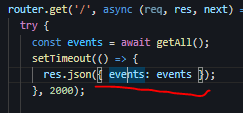 router.get('/', async (req, res, next) =
try {
const events = await getAll();
setTimeout(() => {
res.json({ events: events });
}, 2000);